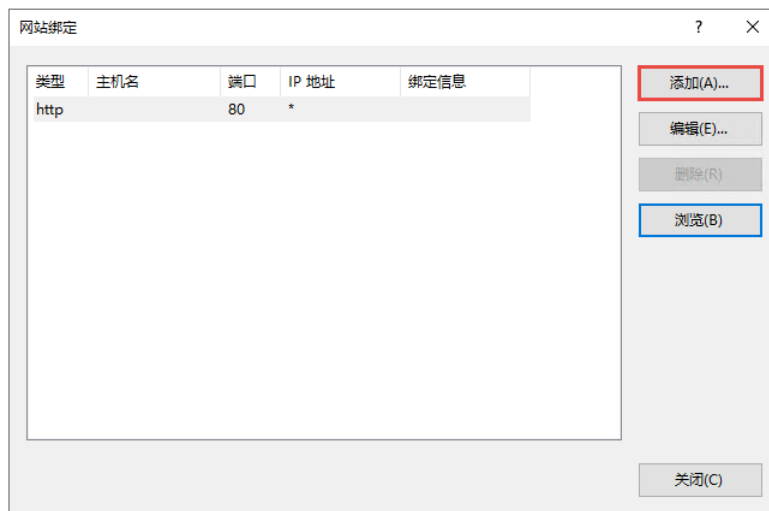 网站绑定
类型 主机名 端口 IP 地址 绑定信息
http 80 *
添加(A)...
编辑(E)...
删除(R)
浏览(B)
关闭(C)